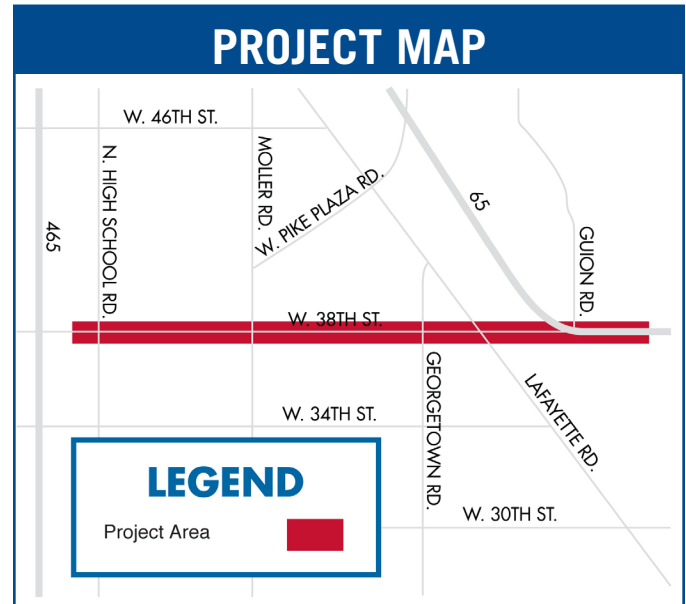 PROJECT MAP
W. 46TH ST.
N. HIGH SCHOOL RD.
MOLLER RD.
W. PIKE PLAZA RD.
65
465
GUION RD.
W. 38TH ST.
GEORGETOWN RD.
LAFAYETTE RD.
W. 34TH ST.
W. 30TH ST.
LEGEND
Project Area